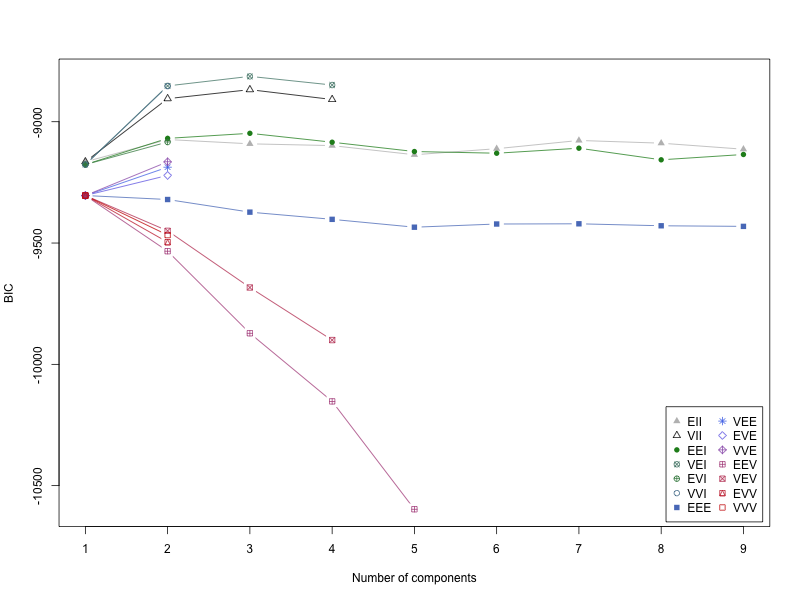 BIC
-9000
-9500
-10000
-10500
1 2 3 4 5 6 7 8 9
Number of components
EII VEE
VII EVE
EEI VVE
VEI EEV
EVI VEV
VVI EVV
EEE VVV